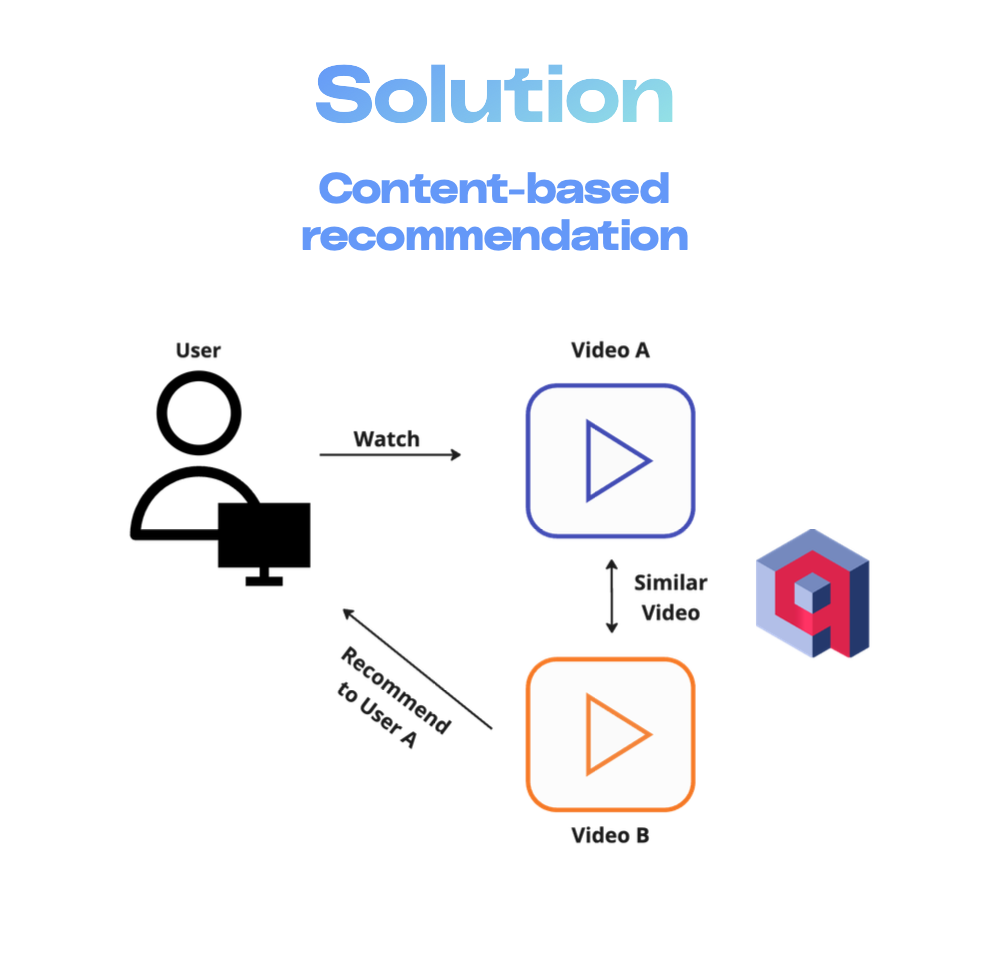 Solution
Content-based
recommendation
User
Video A
Watch
Similar
Video
Recommend
to User A
Video B